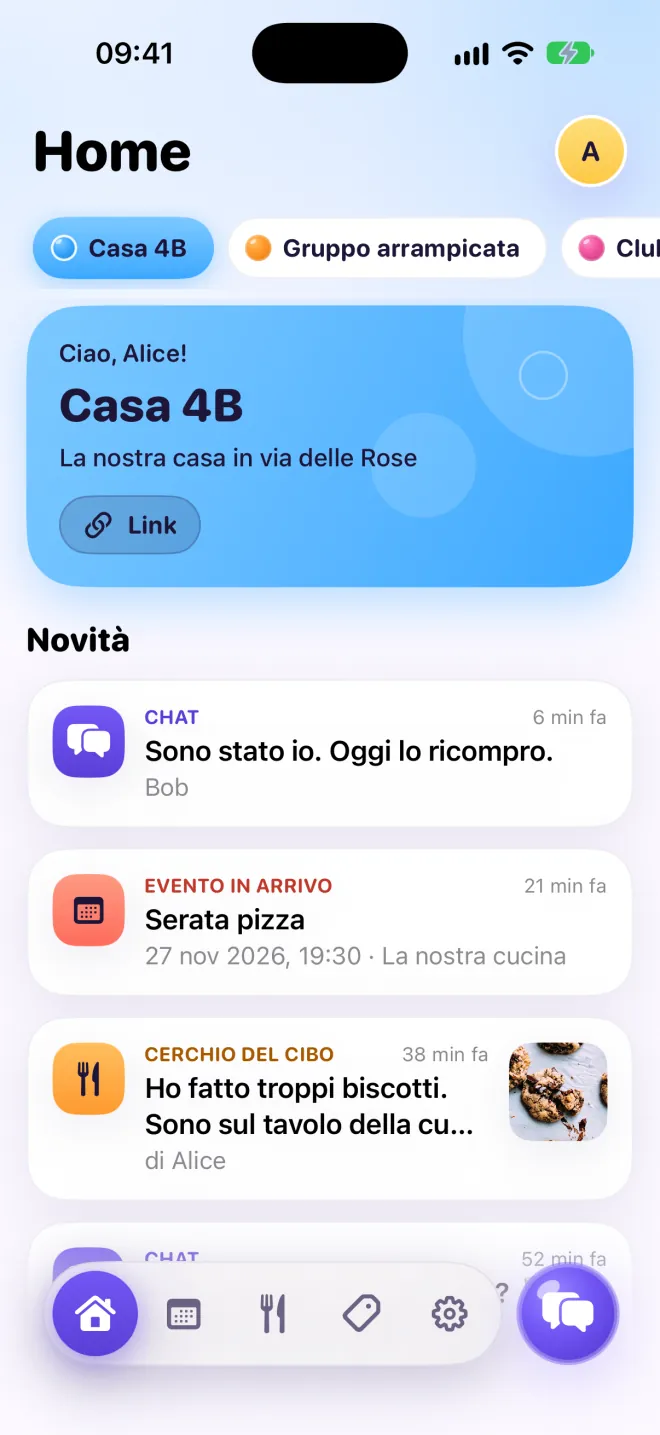 09:41
Home
A
Casa 4B
Gruppo arrampicata
Ciao, Alice!
Casa 4B
La nostra casa in via delle Rose
Link
Novità
CHAT
6 min fa
Sono stato io. Oggi lo ricompro.
Bob
EVENTO IN ARRIVO
21 min fa
Serata pizza
27 nov 2026, 19:30 · La nostra cucina
CERCHIO DEL CIBO
38 min fa
Ho fatto troppi biscotti.
Sono sul tavolo della cu...
di Alice
CHAT
52 min fa
?